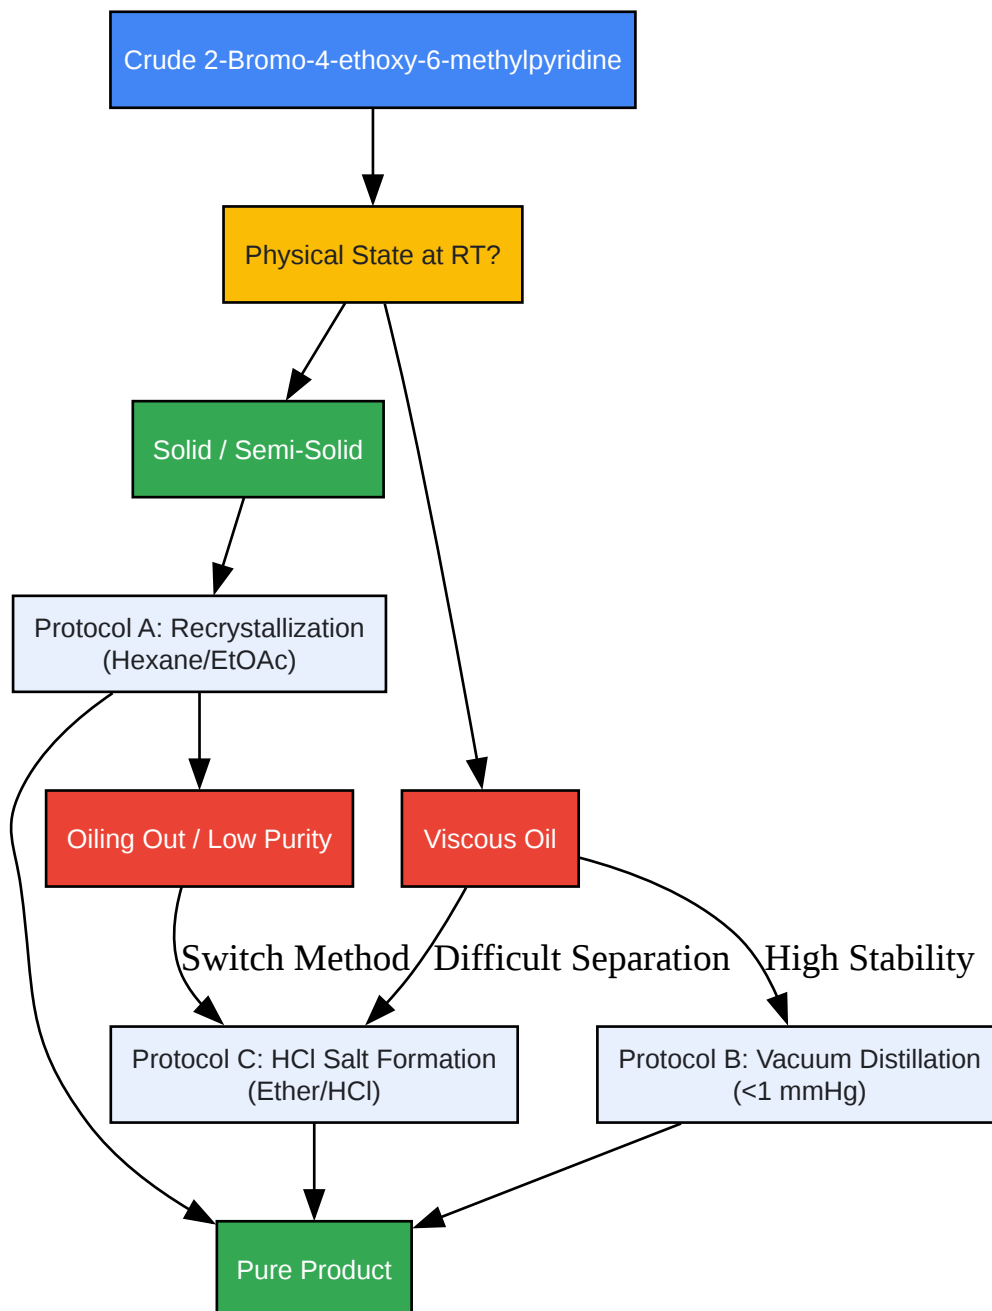 Crude 2-Bromo-4-ethoxy-6-methylpyridine
Physical State at RT?
Solid / Semi-Solid
Protocol A: Recrystallization
(Hexane/EtOAc)
Oiling Out / Low Purity
Viscous Oil
Switch Method
Difficult Separation
High Stability
Protocol C: HCl Salt Formation
(Ether/HCl)
Protocol B: Vacuum Distillation
(<1 mmHg)
Pure Product